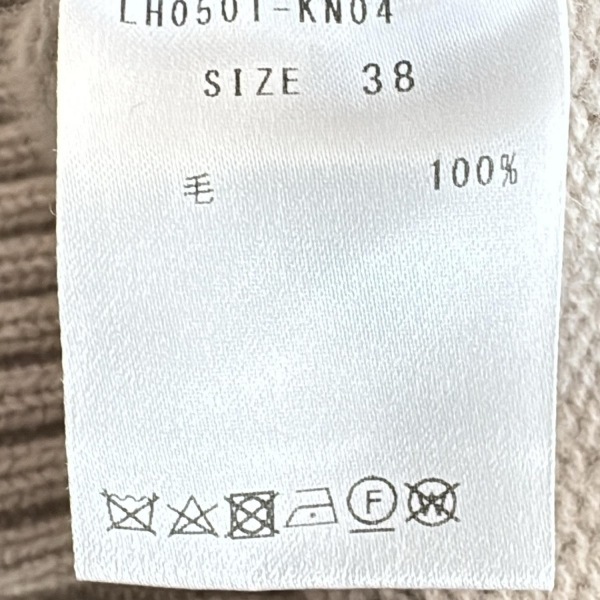 LH0501-KN04
SIZE 38
毛 100%
F
W